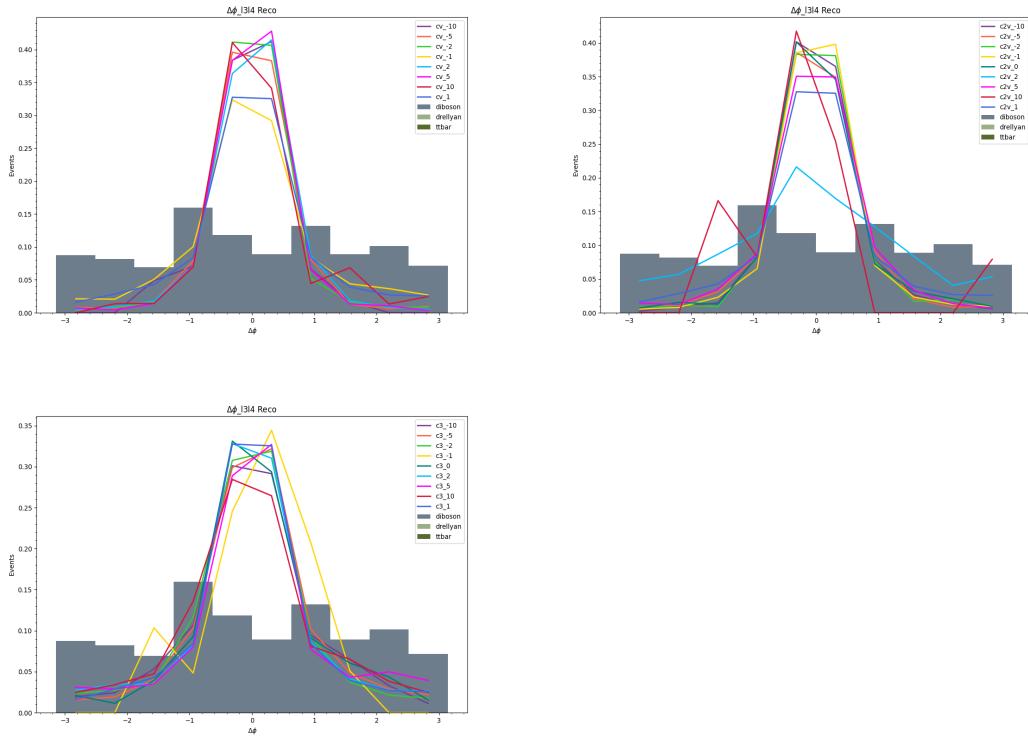 Δϕ_l3l4 Reco
0.40
0.35
0.30
0.25
0.20
0.15
0.10
0.05
0.00
Events
−3 −2 −1 0 1 2 3
Δϕ
cv_-10
cv_-5
cv_-2
cv_-1
cv_2
cv_5
cv_10
cv_1
diboson
drellyan
ttbar
Δϕ_l3l4 Reco
0.40
0.35
0.30
0.25
0.20
0.15
0.10
0.05
0.00
Events
−3 −2 −1 0 1 2 3
Δϕ
c2v_-10
c2v_-5
c2v_-2
c2v_-1
c2v_0
c2v_2
c2v_5
c2v_10
c2v_1
diboson
drellyan
ttbar
Δϕ_l3l4 Reco
0.35
0.30
0.25
0.20
0.15
0.10
0.05
0.00
Events
−3 −2 −1 0 1 2 3
Δϕ
c3_-10
c3_-5
c3_-2
c3_-1
c3_0
c3_2
c3_5
c3_10
c3_1
diboson
drellyan
ttbar